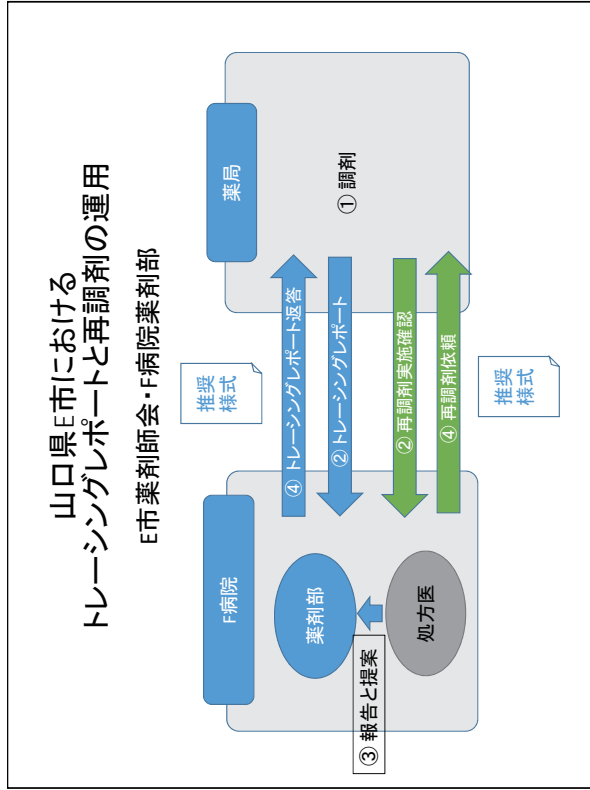 山口県E市における
トレーシングレポートと再調剤の運用
E市薬剤師会・F病院薬剤部
F病院
薬局
推奨
様式
④ トレーシングレポート返答
② トレーシングレポート
薬剤部
① 調剤
③ 報告と提案
② 再調剤実施確認
④ 再調剤依頼
処方医
推奨
様式